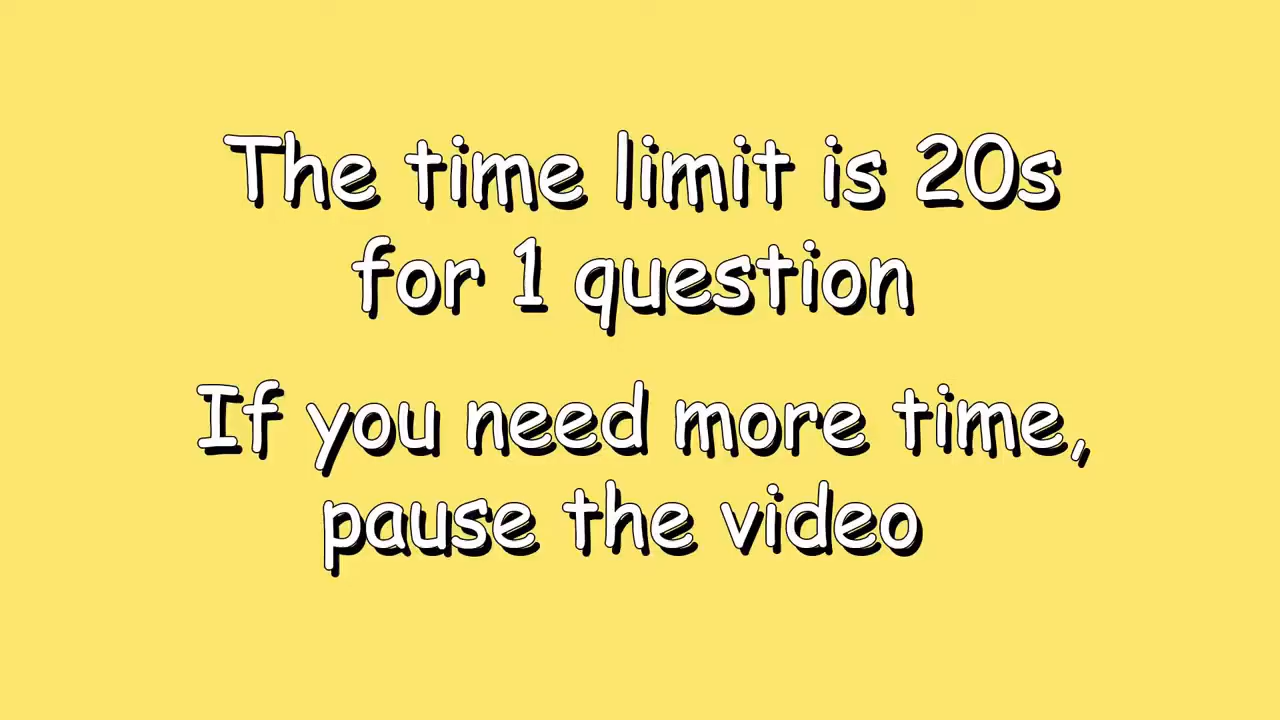 The time limit is 20s
for 1 question
If you need more time,
pause the video